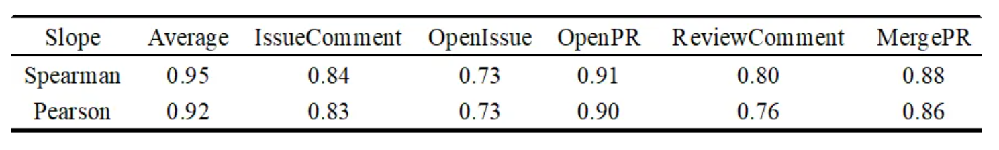 Slope Average IssueComment OpenIssue OpenPR ReviewComment MergePR
Spearman 0.95 0.84 0.73 0.91 0.80 0.88
Pearson 0.92 0.83 0.73 0.90 0.76 0.86